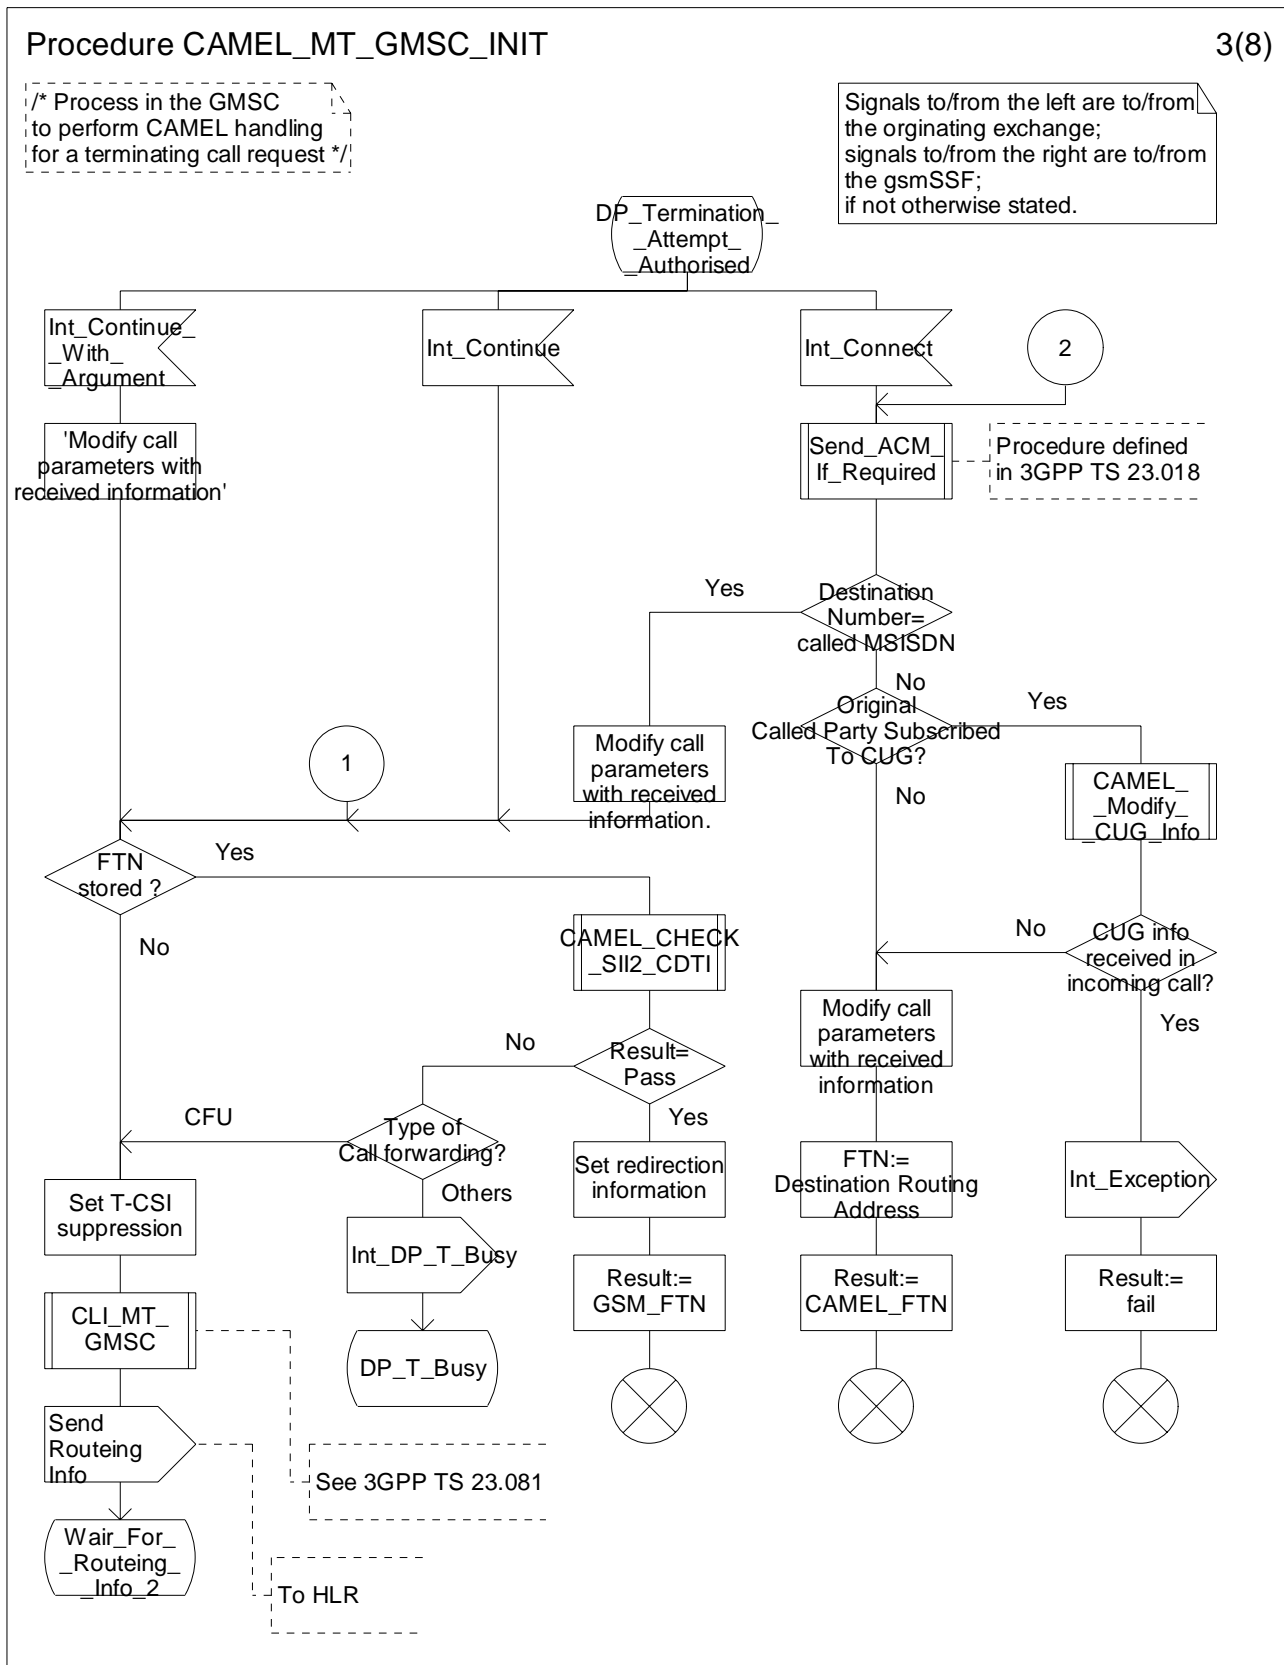 Procedure CAMEL_MT_GMSC_INIT
3(8)
/* Process in the GMSC
to perform CAMEL handling
for a terminating call request */
Signals to/from the left are to/from
the orginating exchange;
signals to/from the right are to/from
the gsmSSF;
if not otherwise stated.
DP_Termination_
_Attempt_
_Authorised
Int_Continue_
_With_
_Argument
Int_Continue
Int_Connect
2
'Modify call
parameters with
received information'
Send_ACM_
If_Required
Procedure defined
in 3GPP TS 23.018
Yes
Destination
Number=
called MSISDN
No
Original
Called Party Subscribed
To CUG?
Yes
No
1
Modify call
parameters
with received
information.
CAMEL_
_Modify_
_CUG_Info
FTN
stored ?
Yes
No
CAMEL_CHECK
_SII2_CDTI
No
CUG info
received in
incoming call?
Yes
Modify call
parameters
with received
information
No
Result=
Pass
Yes
CFU
Type of
Call forwarding?
Others
Set T-CSI
suppression
Set redirection
information
FTN:=
Destination Routing
Address
Int_Exception
Int_DP_T_Busy
Result:=
GSM_FTN
Result:=
CAMEL_FTN
Result:=
fail
CLI_MT_
GMSC
DP_T_Busy
Send
Routeing
Info
See 3GPP TS 23.081
Wair_For_
_Routeing_
_Info_2
To HLR